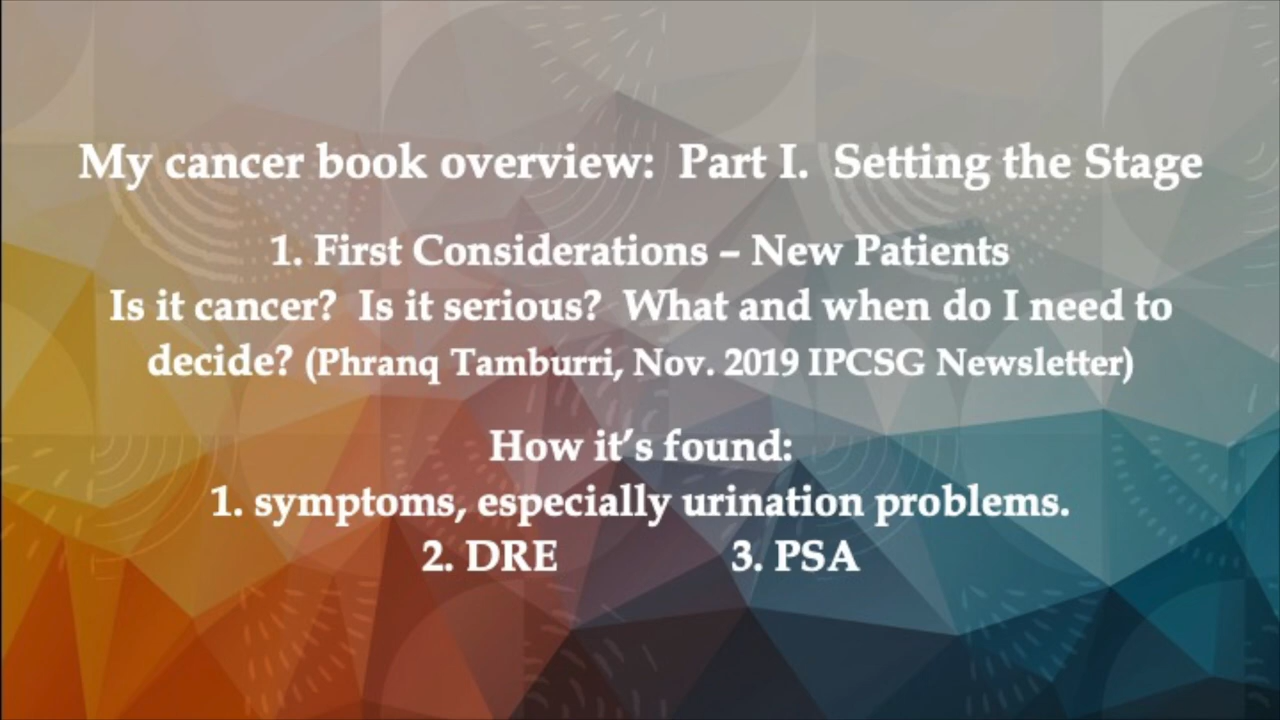 My cancer book overview:  Part I.  Setting the Stage
1. First Considerations – New Patients
Is it cancer?  Is it serious?  What and when do I need to
decide? (Phranq Tamburri, Nov. 2019 IPCSG Newsletter)
How it's found:
1. symptoms, especially urination problems.
2. DRE 3. PSA